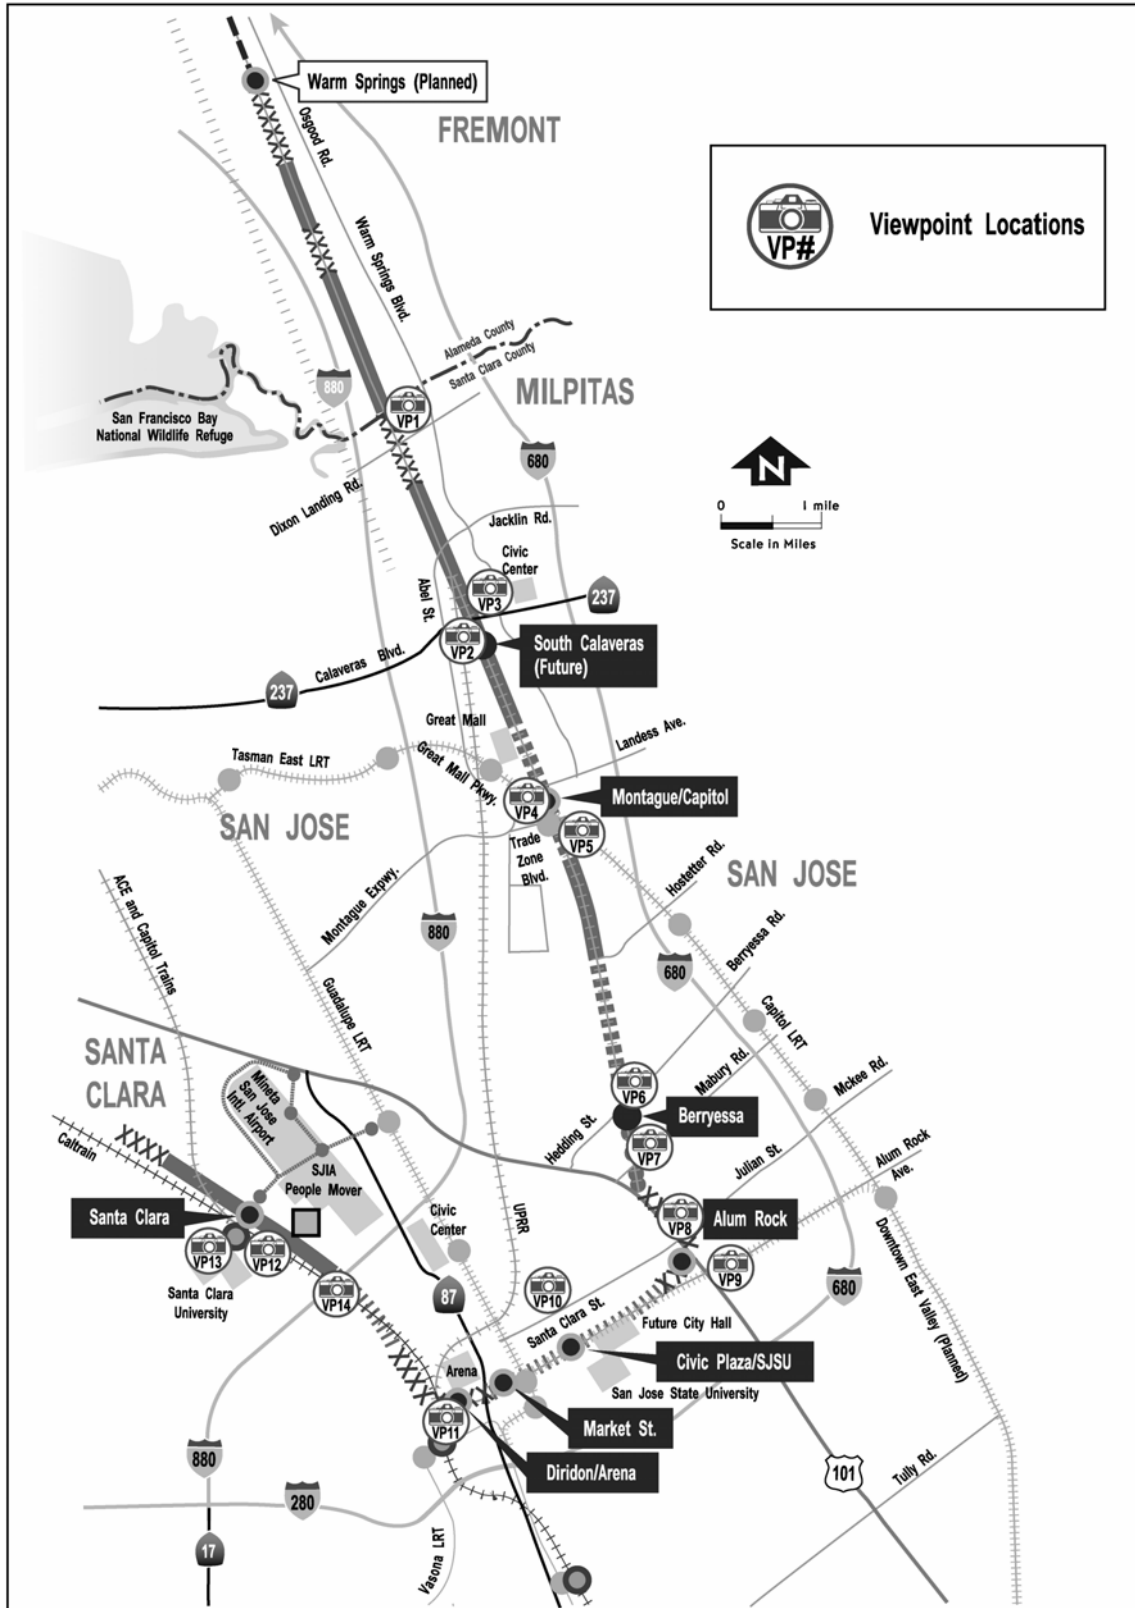 Warm Springs (Planned)
FREMONT
Osgood Rd.
VP#
Viewpoint Locations
Warm Springs Blvd.
Alameda County
Santa Clara County
880
MILPITAS
VP1
San Francisco Bay
National Wildlife Refuge
680
N
Dixon Landing Rd.
0
1 mile
Scale in Miles
Jacklin Rd.
Civic
Center
Abel St.
VP3
237
VP2
South Calaveras
(Future)
Calaveras Blvd.
237
Great Mall
Landess Ave.
Tasman East LRT
Great Mall Pkwy.
Montague/Capitol
VP4
SAN JOSE
VP5
Trade
Zone
Blvd.
SAN JOSE
Hostetter Rd.
ACE and Capitol Trains
Montague Expwy.
880
Berryessa Rd.
680
Guadalupe LRT
Capitol LRT
SANTA
CLARA
Mabury Rd.
Mckee Rd.
Mineta
San Jose
Intl. Airport
VP6
Berryessa
Caltrain
Hedding St.
VP7
Julian St.
Alum Rock
Ave.
SJIA
People Mover
Santa Clara
Civic
Center
UPRR
VP8
Alum Rock
VP13
VP12
VP9
Downtown East Valley (Planned)
Santa Clara
University
VP14
87
VP10
680
Santa Clara St.
Future City Hall
Civic Plaza/SJSU
Arena
San Jose State University
VP11
Market St.
Diridon/Arena
880
101
Tully Rd.
280
17
Vasona LRT